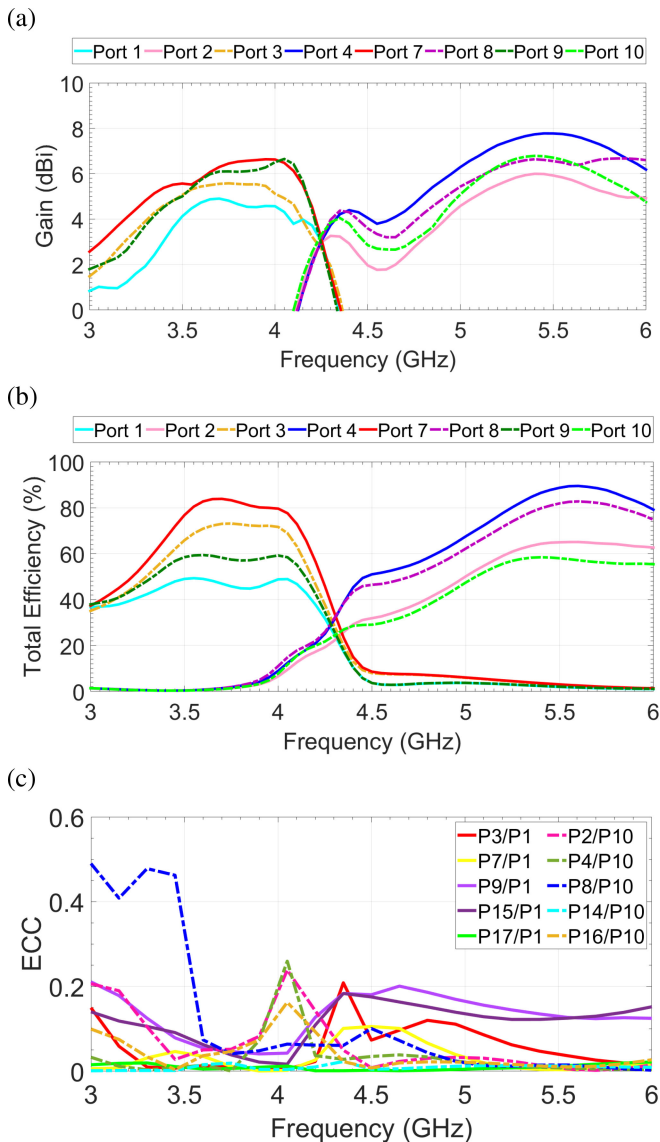 (a)
Port 1 Port 2 Port 3 Port 4 Port 7 Port 8 Port 9 Port 10
10
8
6
4
2
0
Gain (dBi)
3 3.5 4 4.5 5 5.5 6
Frequency (GHz)
(b)
Port 1 Port 2 Port 3 Port 4 Port 7 Port 8 Port 9 Port 10
100
80
60
40
20
0
Total Efficiency (%)
3 3.5 4 4.5 5 5.5 6
Frequency (GHz)
(c)
0.6
0.4
0.2
0
ECC
P3/P1 P2/P10
P7/P1 P4/P10
P9/P1 P8/P10
P15/P1 P14/P10
P17/P1 P16/P10
3 3.5 4 4.5 5 5.5 6
Frequency (GHz)